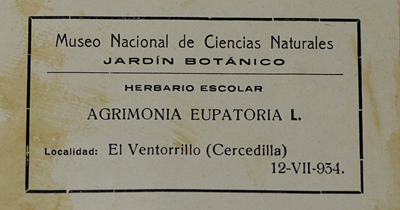 Museo Nacional de Ciencias Naturales
JARDÍN BOTÁNICO
HERBARIO ESCOLAR
AGRIMONIA EUPATORIA L.
Localidad: El Ventorrillo (Cercedilla)
12-VII-934.